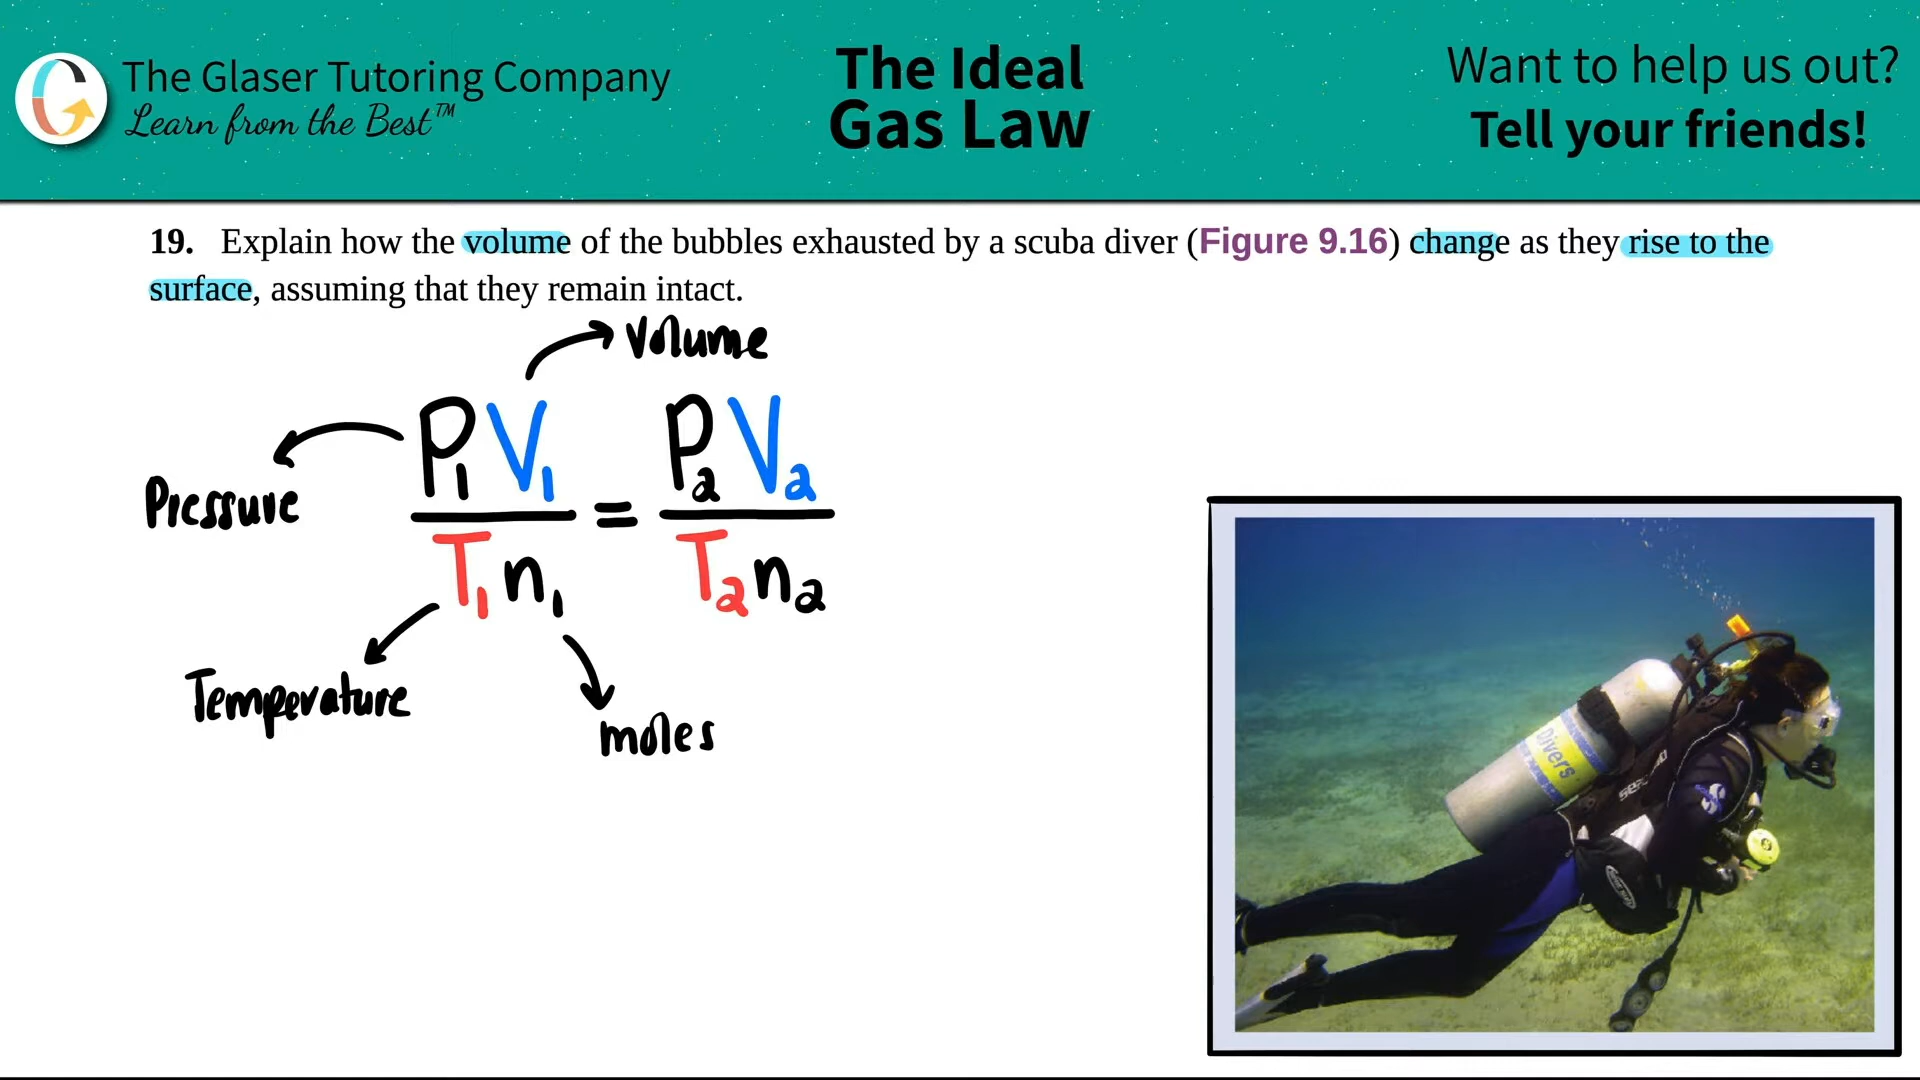 The Glaser Tutoring Company
Learn from the Best™
The Ideal
Gas Law
Want to help us out?
Tell your friends!
19. Explain how the volume of the bubbles exhausted by a scuba diver (Figure 9.16) change as they rise to the
surface, assuming that they remain intact.
Volume
P₁V₁ = P₂V₂
Pressure
T₁n₁ T₂n₂
Temperature
moles
Divers